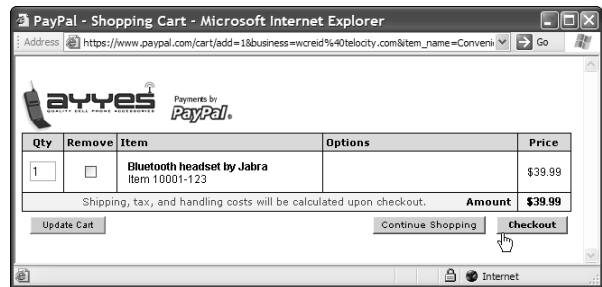 PayPal - Shopping Cart - Microsoft Internet Explorer
Address https://www.paypal.com/cart/add=1&business=wcreid%40telocity.com&item_name=Conveni Go
ayyes
QUALITY CELL PHONE ACCESSORIES
Payments by
PayPal.
Qty Remove Item Options Price
1 Bluetooth headset by Jabra $39.99
Item 10001-123
Shipping, tax, and handling costs will be calculated upon checkout. Amount $39.99
Update Cart Continue Shopping Checkout
Internet